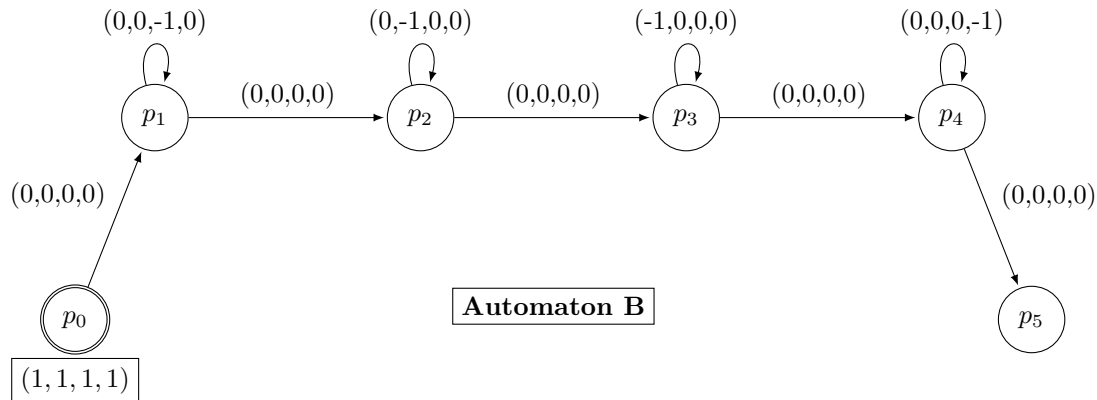 (0,0,-1,0) (0,-1,0,0) (-1,0,0,0) (0,0,0,-1)
(0,0,0,0) (0,0,0,0) (0,0,0,0)
p₁ p₂ p₃ p₄
(0,0,0,0) (0,0,0,0)
Automaton B
p₀ p₅
(1, 1, 1, 1)